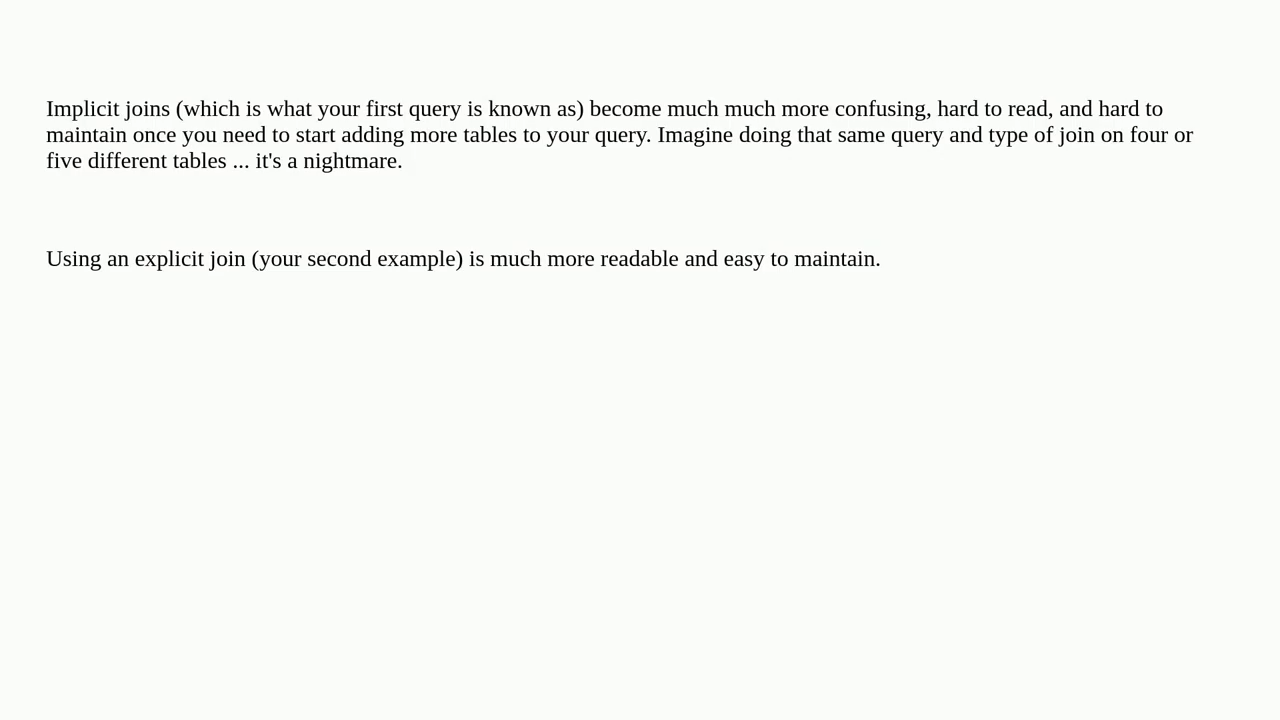 Implicit joins (which is what your first query is known as) become much much more confusing, hard to read, and hard to
maintain once you need to start adding more tables to your query. Imagine doing that same query and type of join on four or
five different tables ... it's a nightmare.
Using an explicit join (your second example) is much more readable and easy to maintain.